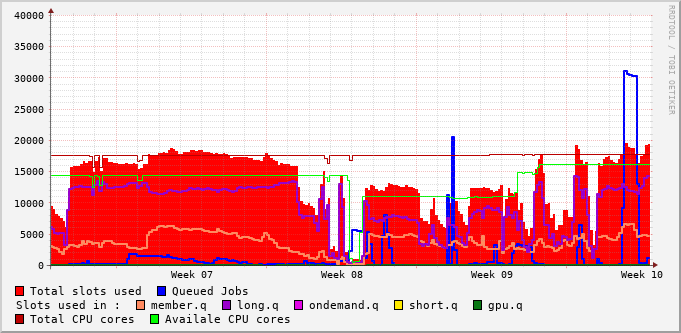 RRDTOOL / TOBI OETIKER
40000
35000
30000
25000
20000
15000
10000
5000
0
Week 07 Week 08 Week 09 Week 10
Total slots used Queued Jobs
Slots used in : member.q long.q ondemand.q short.q gpu.q
Total CPU cores Availale CPU cores